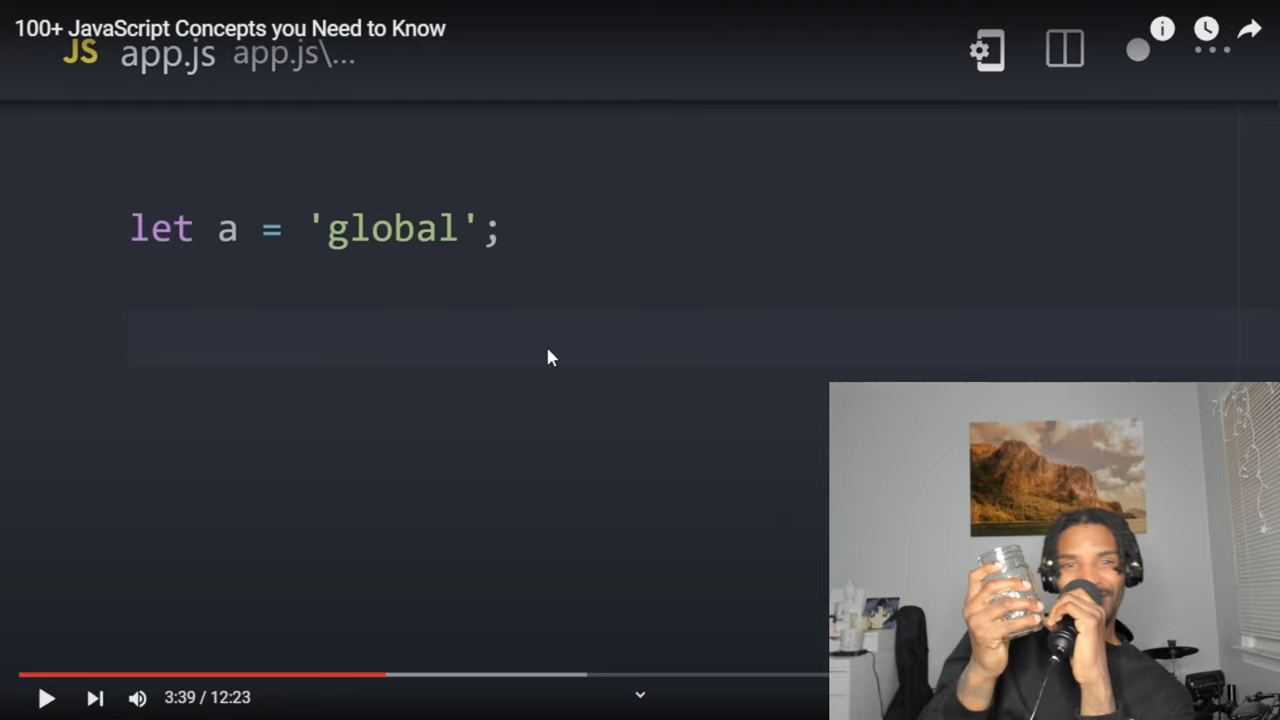 100+ JavaScript Concepts you Need to Know
JS app.js app.js\...
let a = 'global';
3:39 / 12:23